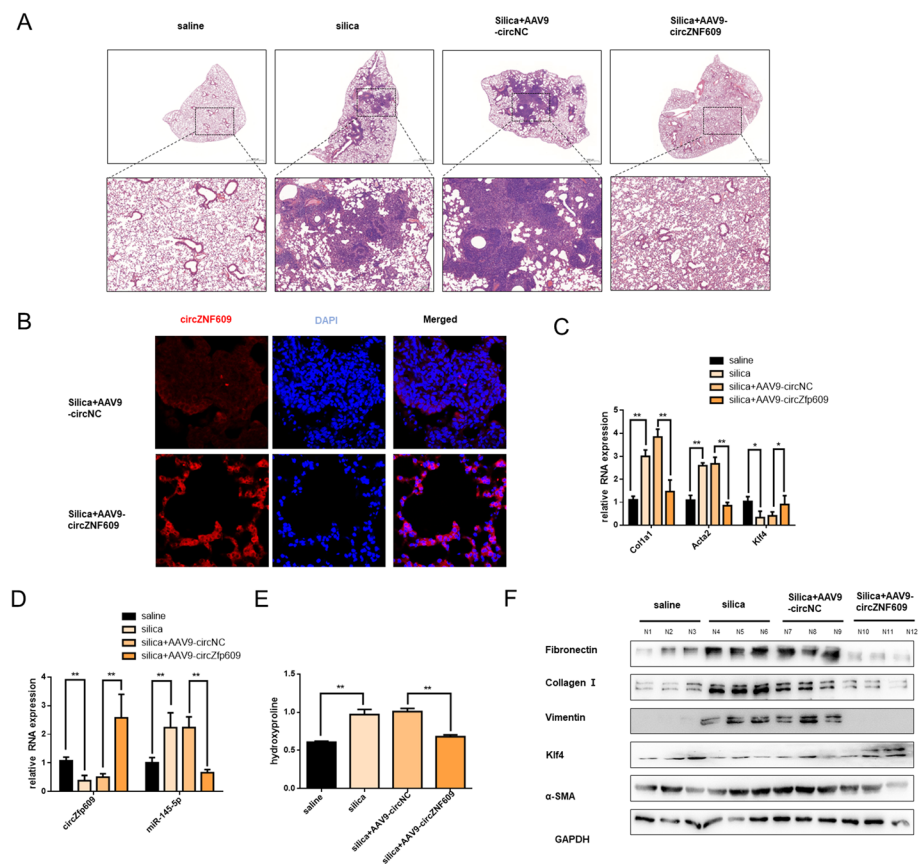 A
saline
silica
Silica+AAV9
-circNC
Silica+AAV9-
circZNF609
B
circZNF609
DAPI
Merged
Silica+AAV9
-circNC
Silica+AAV9-
circZNF609
C
saline
silica
silica+AAV9-circNC
silica+AAV9-circZfp609
relative RNA expression
5
4
3
2
1
0
** ** ** ** * *
Col1a1
Acta2
Klf4
D
saline
silica
silica+AAV9-circNC
silica+AAV9-circZfp609
relative RNA expression
4
3
2
1
0
** ** ** **
circZfp609
miR-145-5p
E
hydroxyproline
1.5
1.0
0.5
0.0
** **
saline
silica
silica+AAV9-circNC
silica+AAV9-circZNF609
F
saline
silica
Silica+AAV9
-circNC
Silica+AAV9-
circZNF609
N1 N2 N3 N4 N5 N6 N7 N8 N9 N10 N11 N12
Fibronectin
Collagen I
Vimentin
Klf4
α-SMA
GAPDH